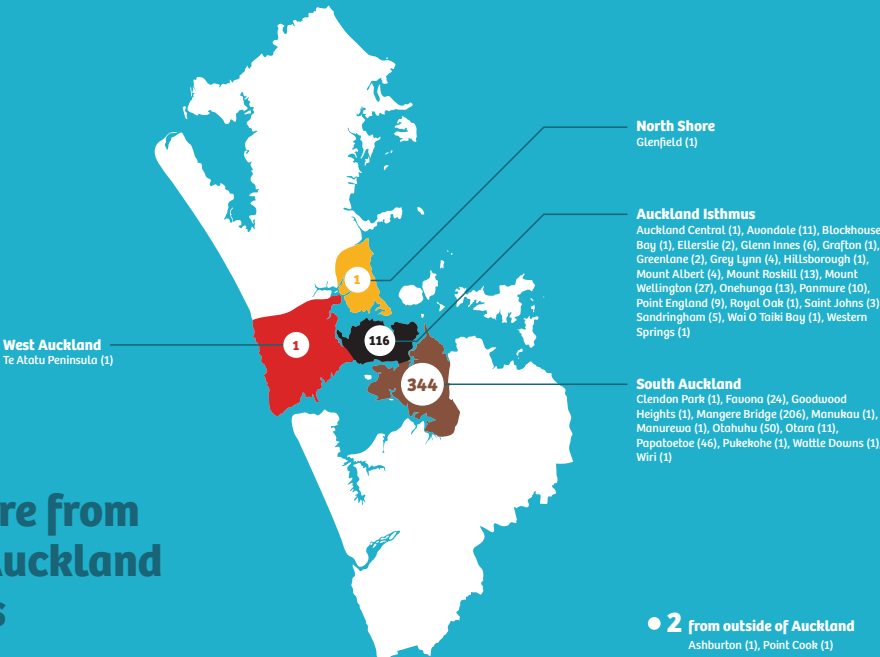 North Shore
Glenfield (1)
1
Auckland Isthmus
Auckland Central (1), Avondale (11), Blockhouse
Bay (1), Ellerslie (2), Glenn Innes (6), Grafton (1),
Greenlane (2), Grey Lynn (4), Hillsborough (1),
Mount Albert (4), Mount Roskill (13), Mount
Wellington (27), Onehunga (13), Panmure (10),
Point England (9), Royal Oak (1), Saint Johns (3)
Sandringham (5), Wai O Taiki Bay (1), Western
Springs (1)
116
West Auckland
Te Atatu Peninsula (1)
1
344
South Auckland
Clendon Park (1), Favona (24), Goodwood
Heights (1), Mangere Bridge (206), Manukau (1),
Manurewa (1), Otahuhu (50), Otara (11),
Papatoetoe (46), Pukekohe (1), Wattle Downs (1)
Wiri (1)
re from
uckland
s
2 from outside of Auckland
Ashburton (1), Point Cook (1)